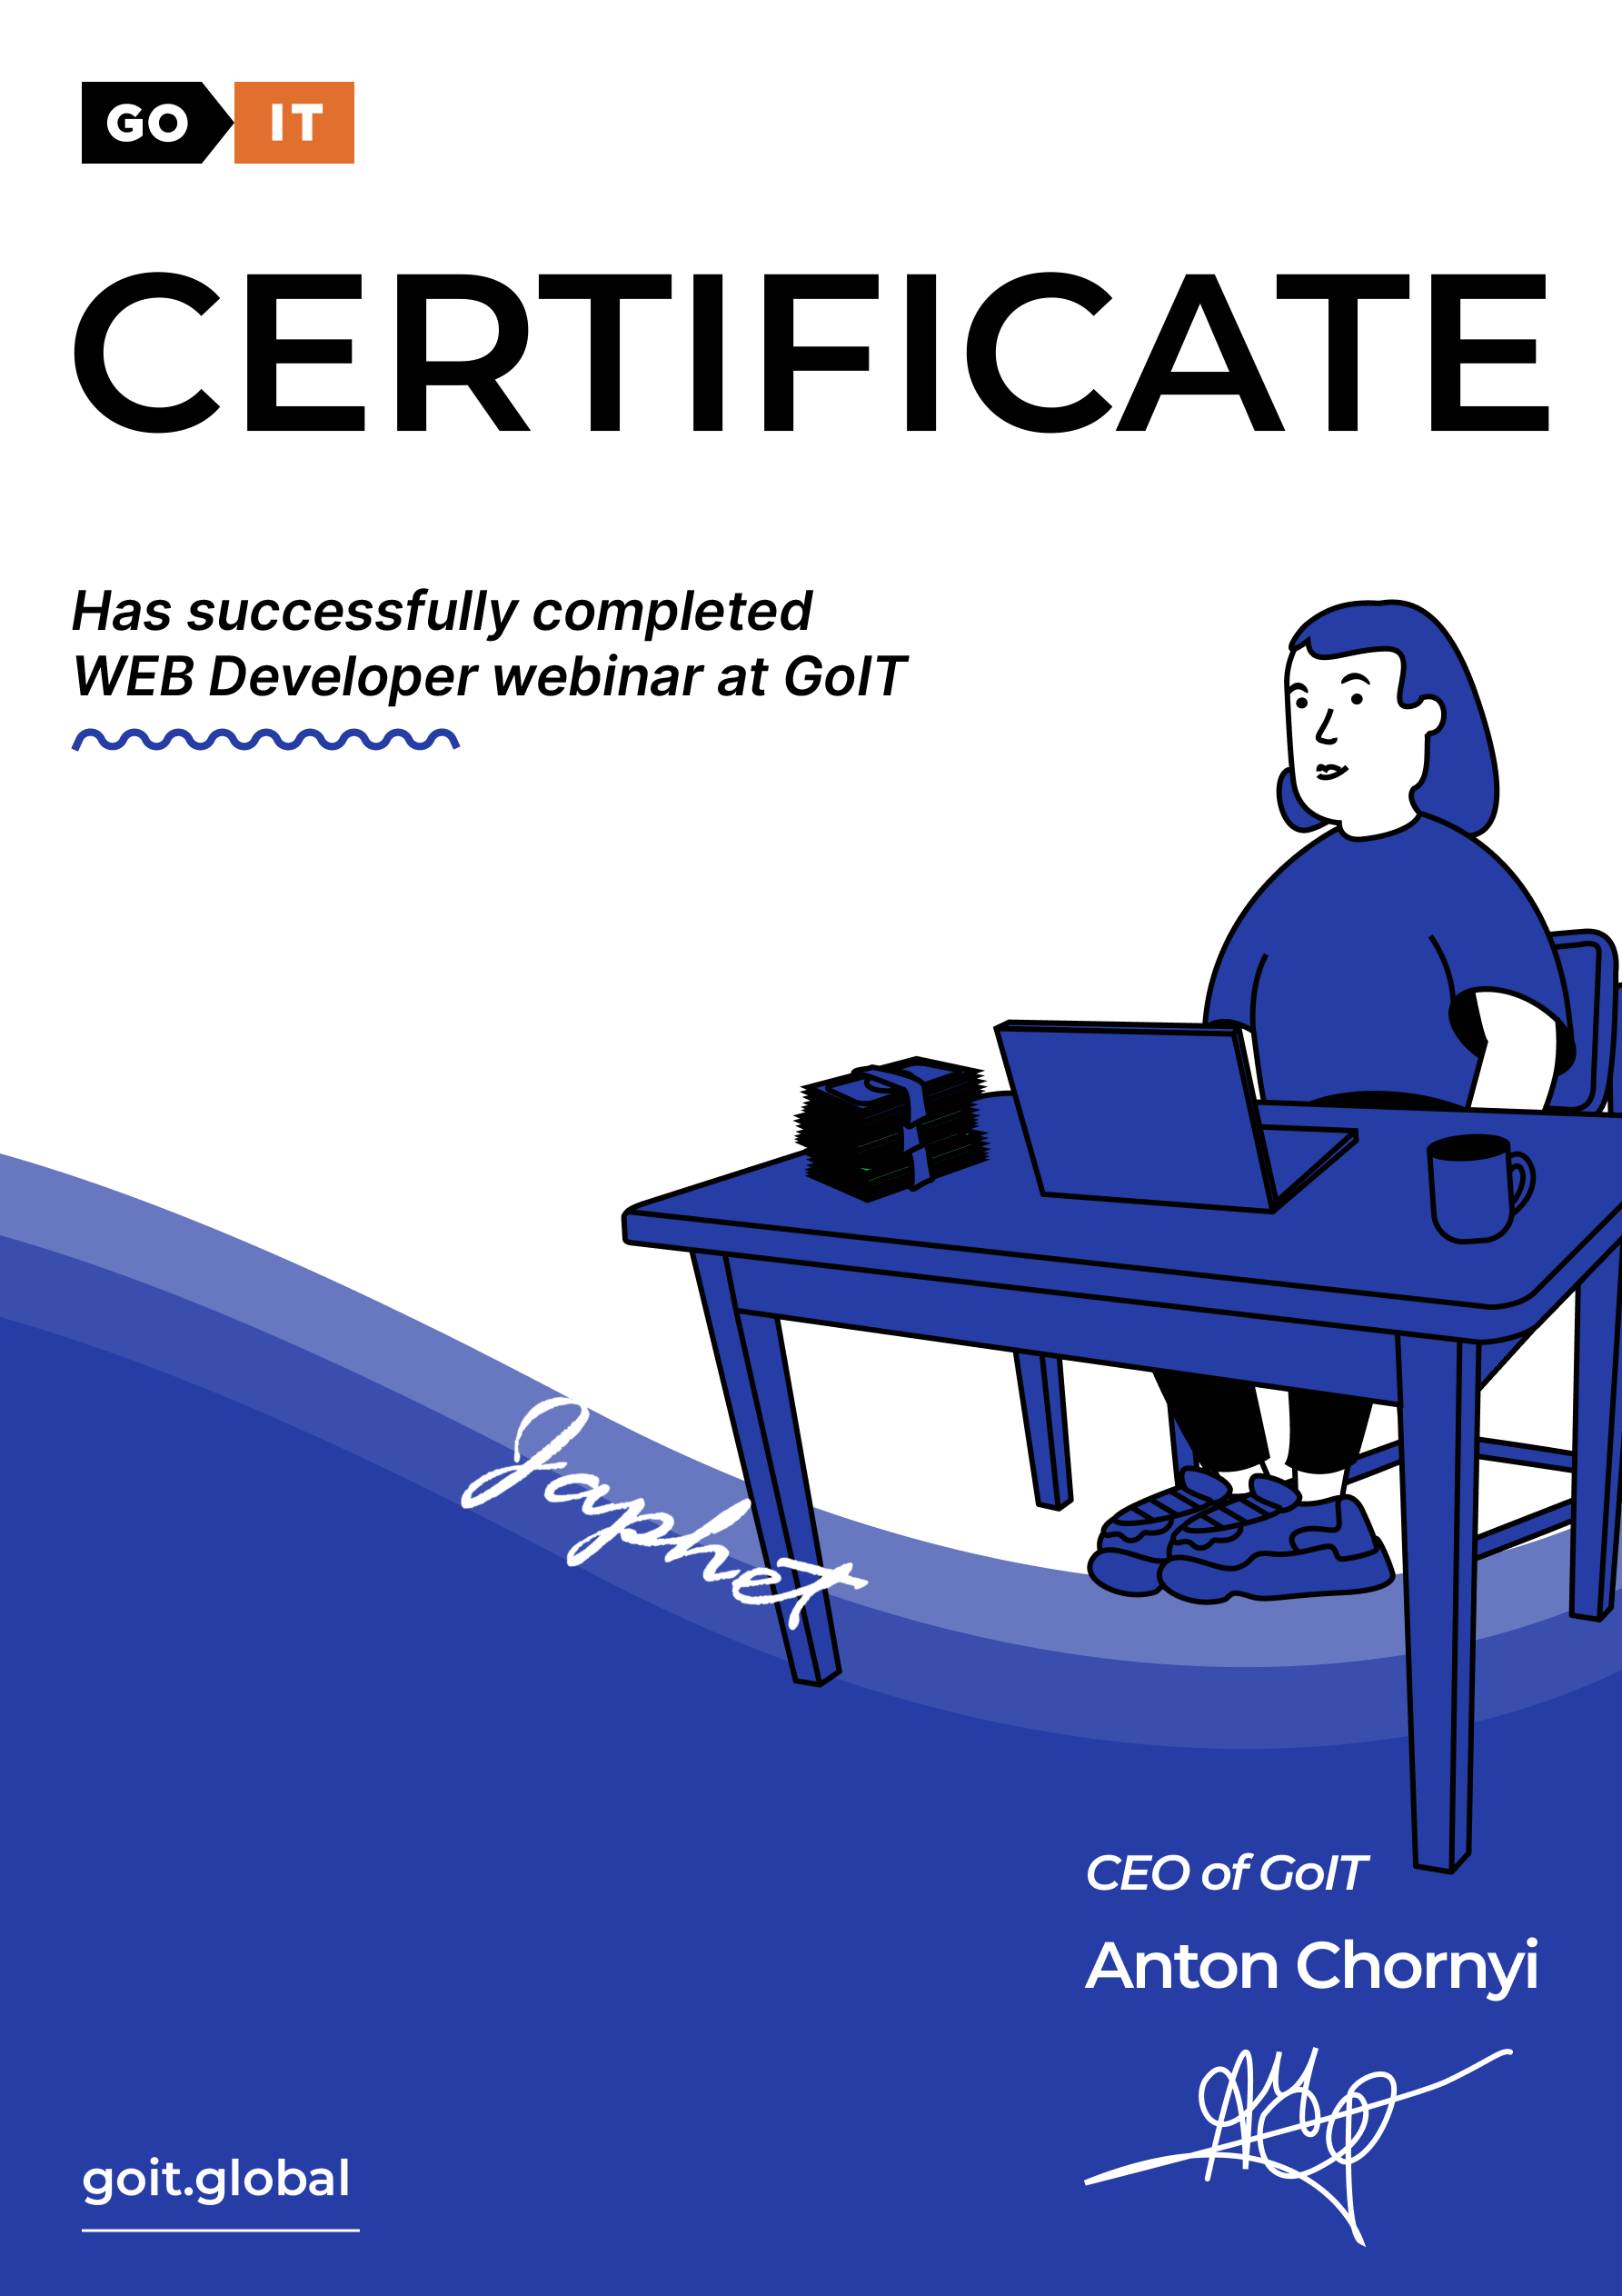 GO IT
CERTIFICATE
Has successfully completed
WEB Developer webinar at GoIT
Japhet
CEO of GoIT
Anton Chornyi
goit.global